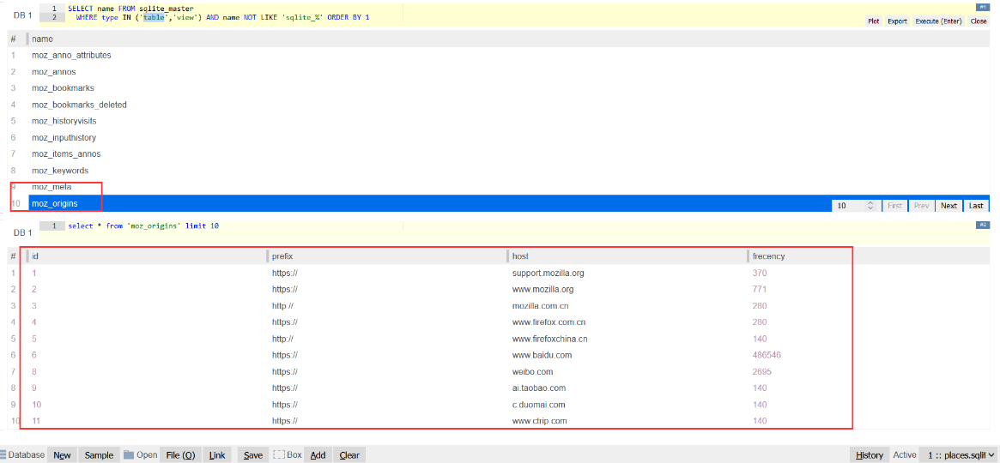 DB 1
1 SELECT name FROM sqlite_master
2 WHERE type IN ('table','view') AND name NOT LIKE 'sqlite_%' ORDER BY 1
#1
Plot Export Execute (Enter) Close
# name
1 moz_anno_attributes
2 moz_annos
3 moz_bookmarks
4 moz_bookmarks_deleted
5 moz_historyvisits
6 moz_inputhistory
7 moz_items_annos
8 moz_keywords
9 moz_meta
10 moz_origins
10 First Prev Next Last
DB 1
1 select * from 'moz_origins' limit 10
#2
# id prefix host frecency
1 1 https:// support.mozilla.org 370
2 2 https:// www.mozilla.org 771
3 3 http:// mozilla.com.cn 280
4 4 https:// www.firefox.com.cn 280
5 5 http:// www.firefoxchina.cn 140
6 6 https:// www.baidu.com 486546
7 8 https:// weibo.com 2695
8 9 https:// ai.taobao.com 140
9 10 https:// c.duomai.com 140
10 11 https:// www.ctrip.com 140
Database New Sample Open File (O) Link Save Box Add Clear History Active 1 :: places.sqlit